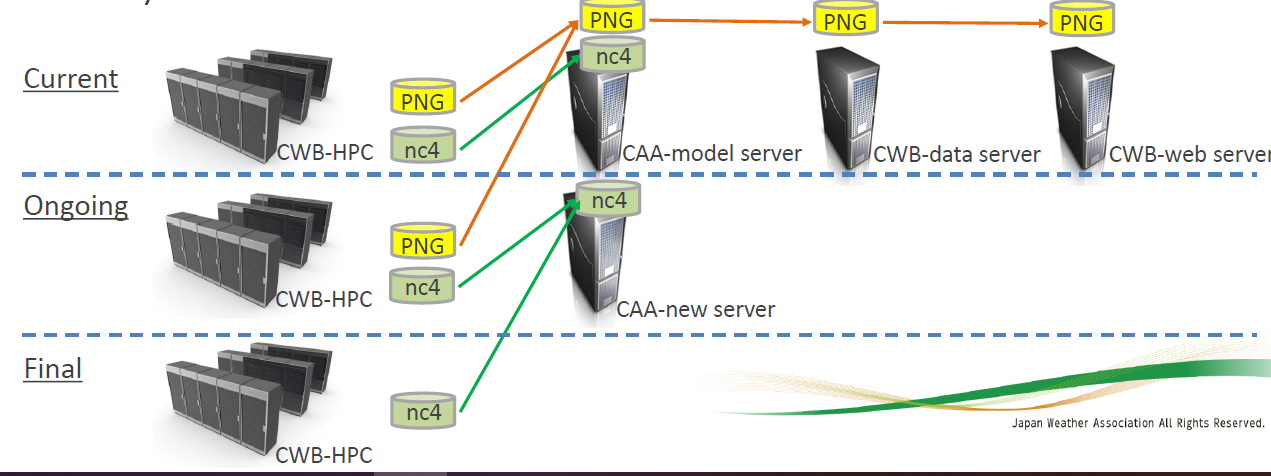 PNG
PNG
PNG
nc4
Current
PNG
nc4
CWB-HPC
CAA-model server
CWB-data server
CWB-web server
Ongoing
nc4
PNG
nc4
CWB-HPC
CAA-new server
Final
nc4
CWB-HPC
Japan Weather Association All Rights Reserved.